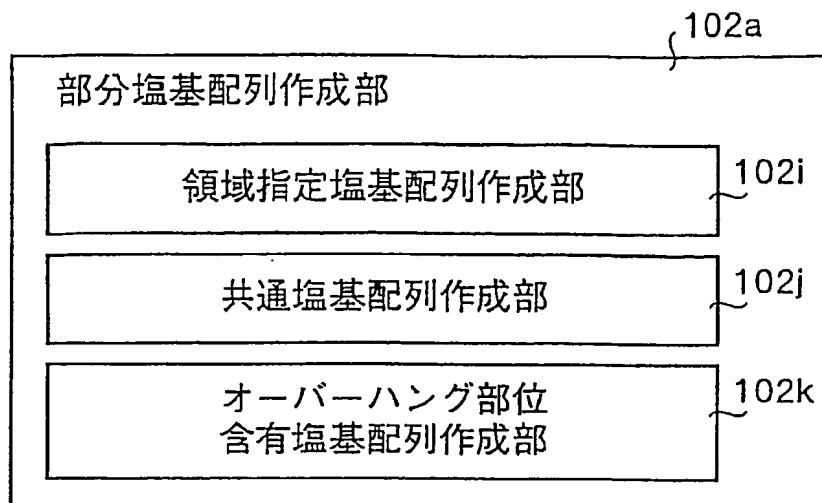 102a
部分塩基配列作成部
領域指定塩基配列作成部
102i
共通塩基配列作成部
102j
オーバーハング部位
含有塩基配列作成部
102k